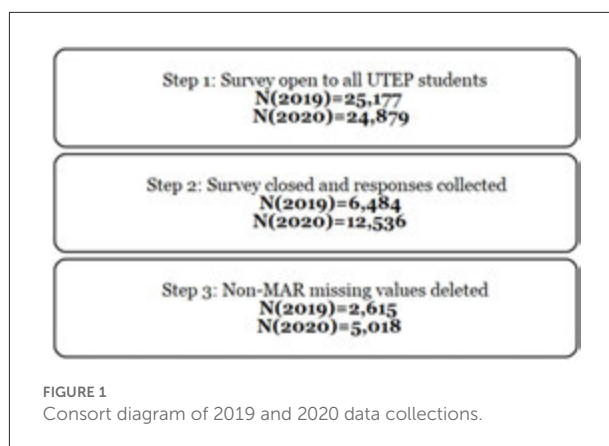 Step 1: Survey open to all UTEP students
N(2019)=25,177
N(2020)=24,879
Step 2: Survey closed and responses collected
N(2019)=6,484
N(2020)=12,536
Step 3: Non-MAR missing values deleted
N(2019)=2,615
N(2020)=5,018
FIGURE 1
Consort diagram of 2019 and 2020 data collections.